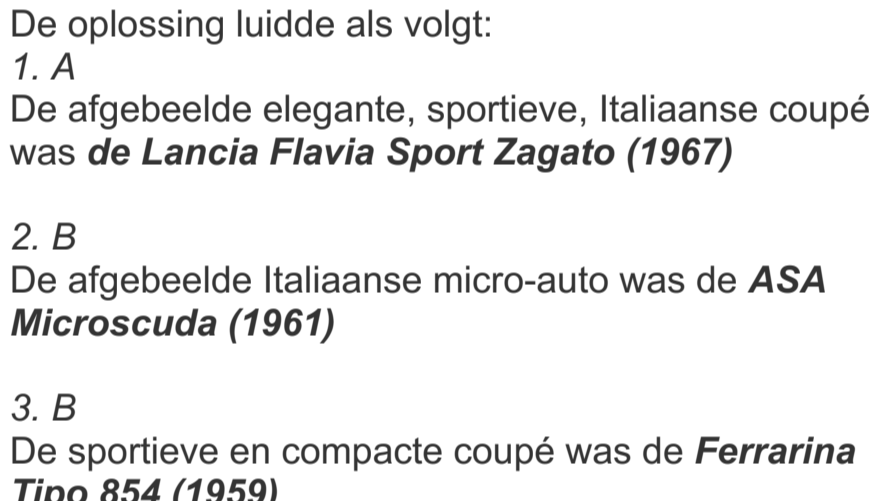 De oplossing luidde als volgt:
1. A
De afgebeelde elegante, sportieve, Italiaanse coupé
was de Lancia Flavia Sport Zagato (1967)
2. B
De afgebeelde Italiaanse micro-auto was de ASA
Microscuda (1961)
3. B
De sportieve en compacte coupé was de Ferrarina
Tipo 854 (1959)